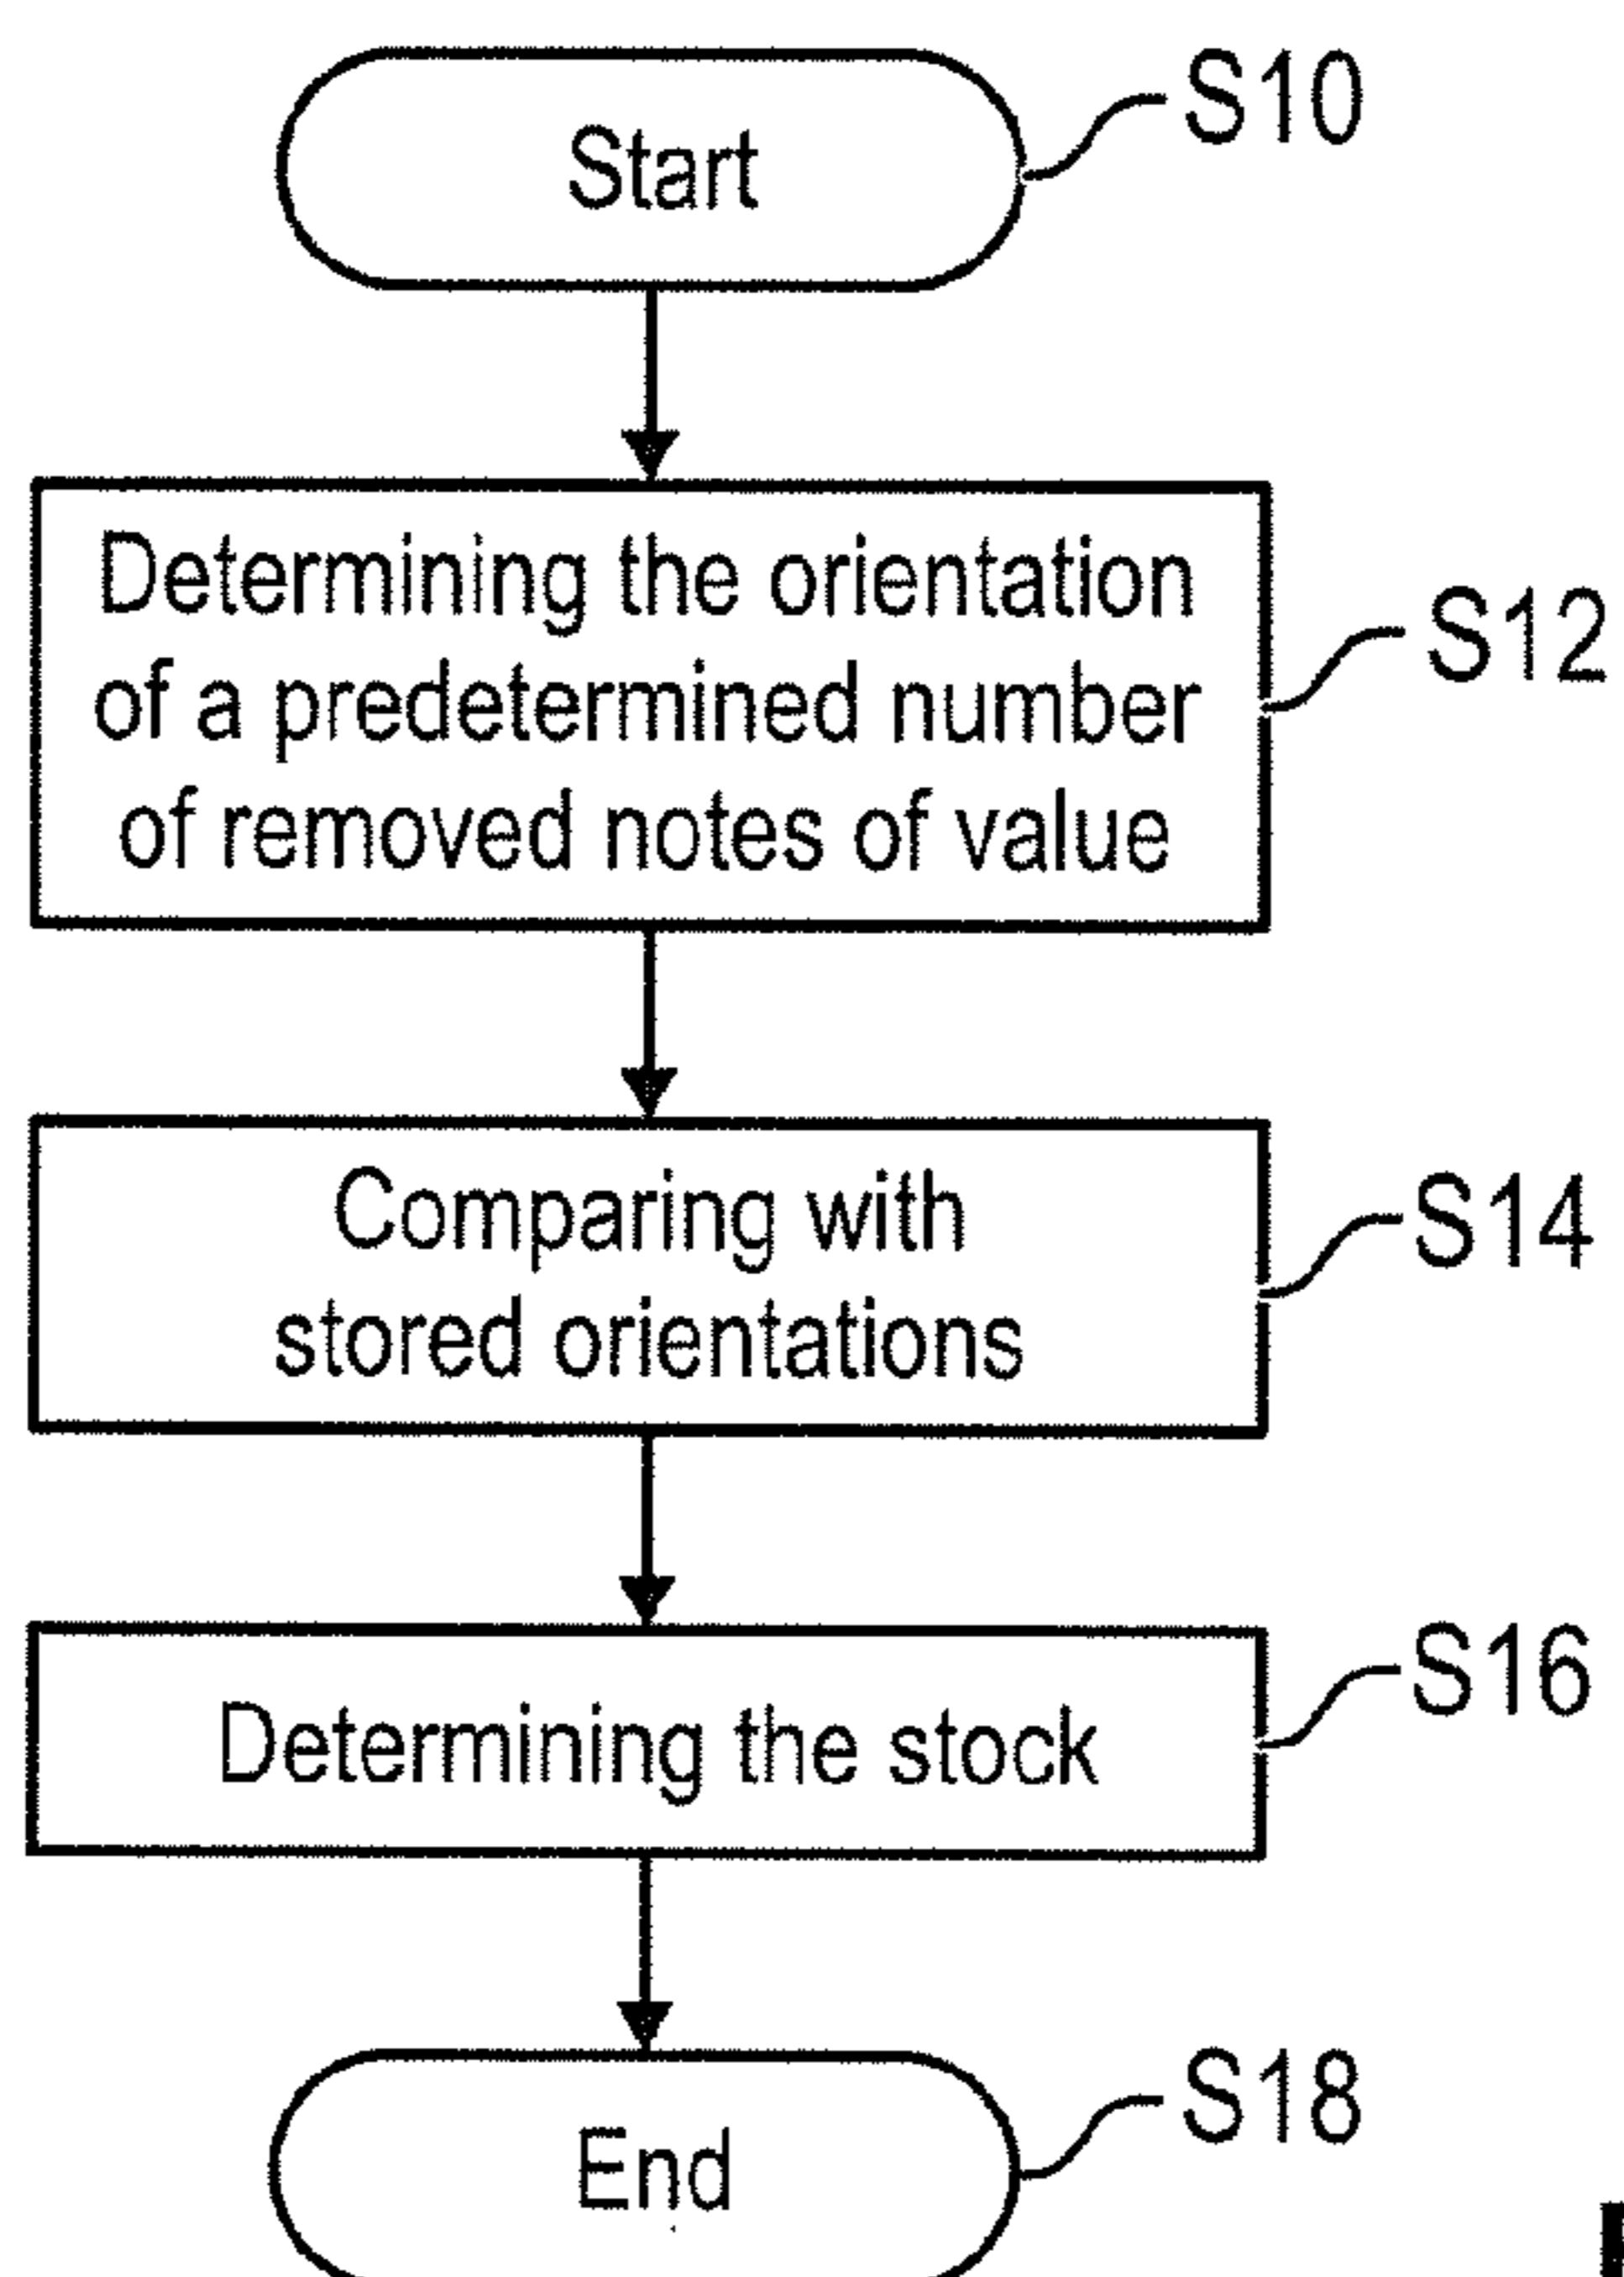 Start
S10
Determining the orientation
of a predetermined number
of removed notes of value
S12
Comparing with
stored orientations
S14
Determining the stock
S16
End
S18